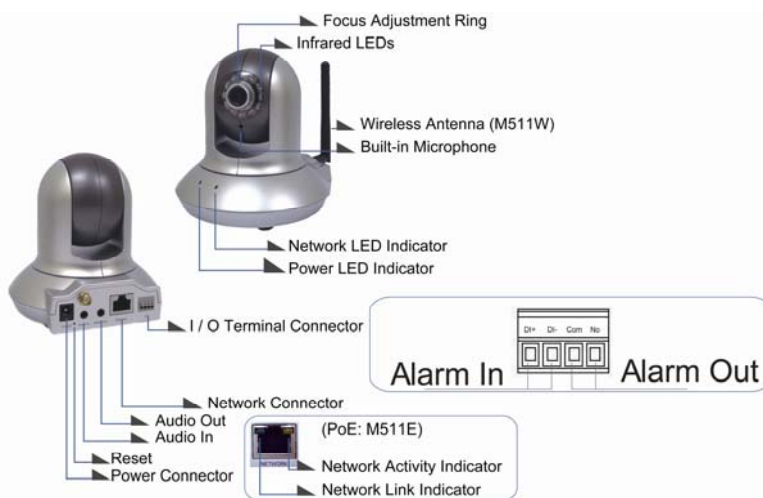 Focus Adjustment Ring
Infrared LEDs
Wireless Antenna (M511W)
Built-in Microphone
Network LED Indicator
Power LED Indicator
I / O Terminal Connector
Network Connector
Audio Out
Audio In
Reset
Power Connector
DI+ DI- Com No
Alarm In
Alarm Out
(PoE: M511E)
NETWORK
Network Activity Indicator
Network Link Indicator